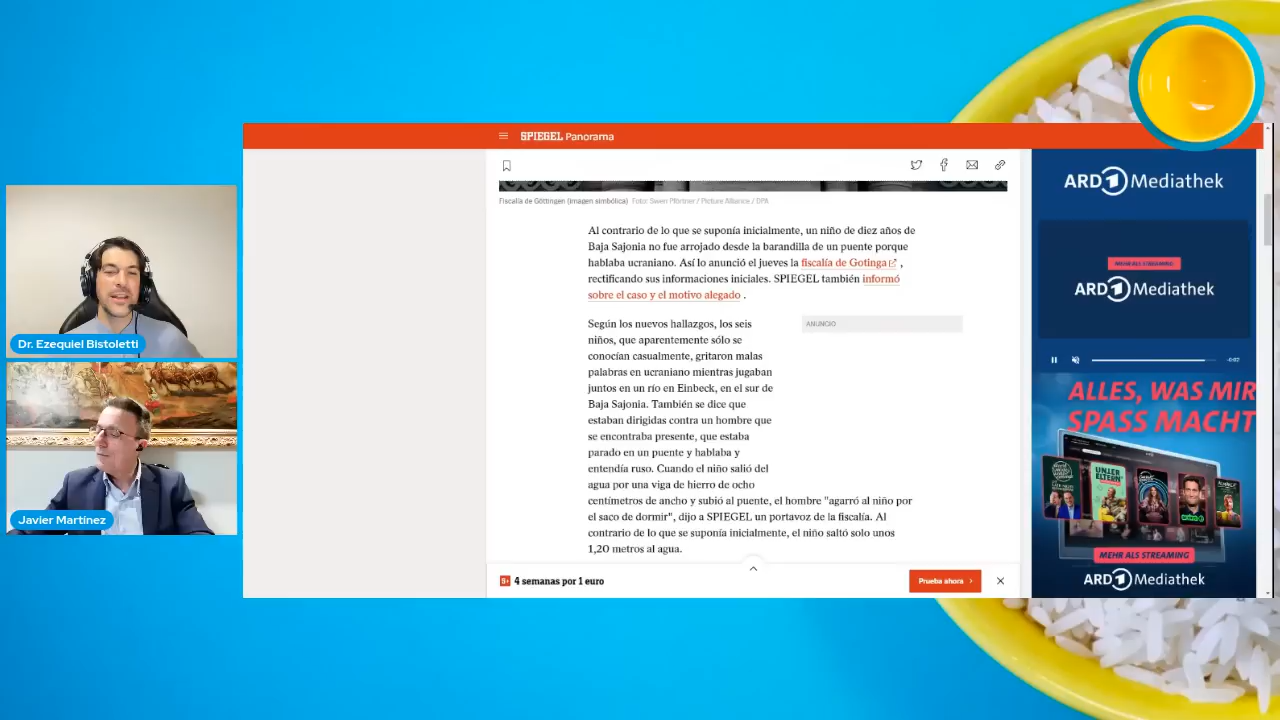 SPIEGEL Panorama
Fiscalía de Göttingen (imagen simbólica) Foto: Swen Pförtner / Picture Alliance / DPA
Al contrario de lo que se suponía inicialmente, un niño de diez años de
Baja Sajonia no fue arrojado desde la barandilla de un puente porque
hablaba ucraniano. Así lo anunció el jueves la fiscalía de Gotinga ,
rectificando sus informaciones iniciales. SPIEGEL también informó
sobre el caso y el motivo alegado .
Según los nuevos hallazgos, los seis
niños, que aparentemente sólo se
conocían casualmente, gritaron malas
palabras en ucraniano mientras jugaban
juntos en un río en Einbeck, en el sur de
Baja Sajonia. También se dice que
estaban dirigidas contra un hombre que
se encontraba presente, que estaba
parado en un puente y hablaba y
entendía ruso. Cuando el niño salió del
agua por una viga de hierro de ocho
centímetros de ancho y subió al puente, el hombre "agarró al niño por
el saco de dormir", dijo a SPIEGEL un portavoz de la fiscalía. Al
contrario de lo que se suponía inicialmente, el niño saltó solo unos
1,20 metros al agua.
ANUNCIO
S+ 4 semanas por 1 euro
Prueba ahora
ARD 1 Mediathek
MEHR ALS STREAMING
ARD 1 Mediathek
-0:02
ALLES, WAS MIR
SPASS MACHT
UNTER
ELTERN
MEHR ALS STREAMING
ARD 1 Mediathek
Dr. Ezequiel Bistoletti
Javier Martínez